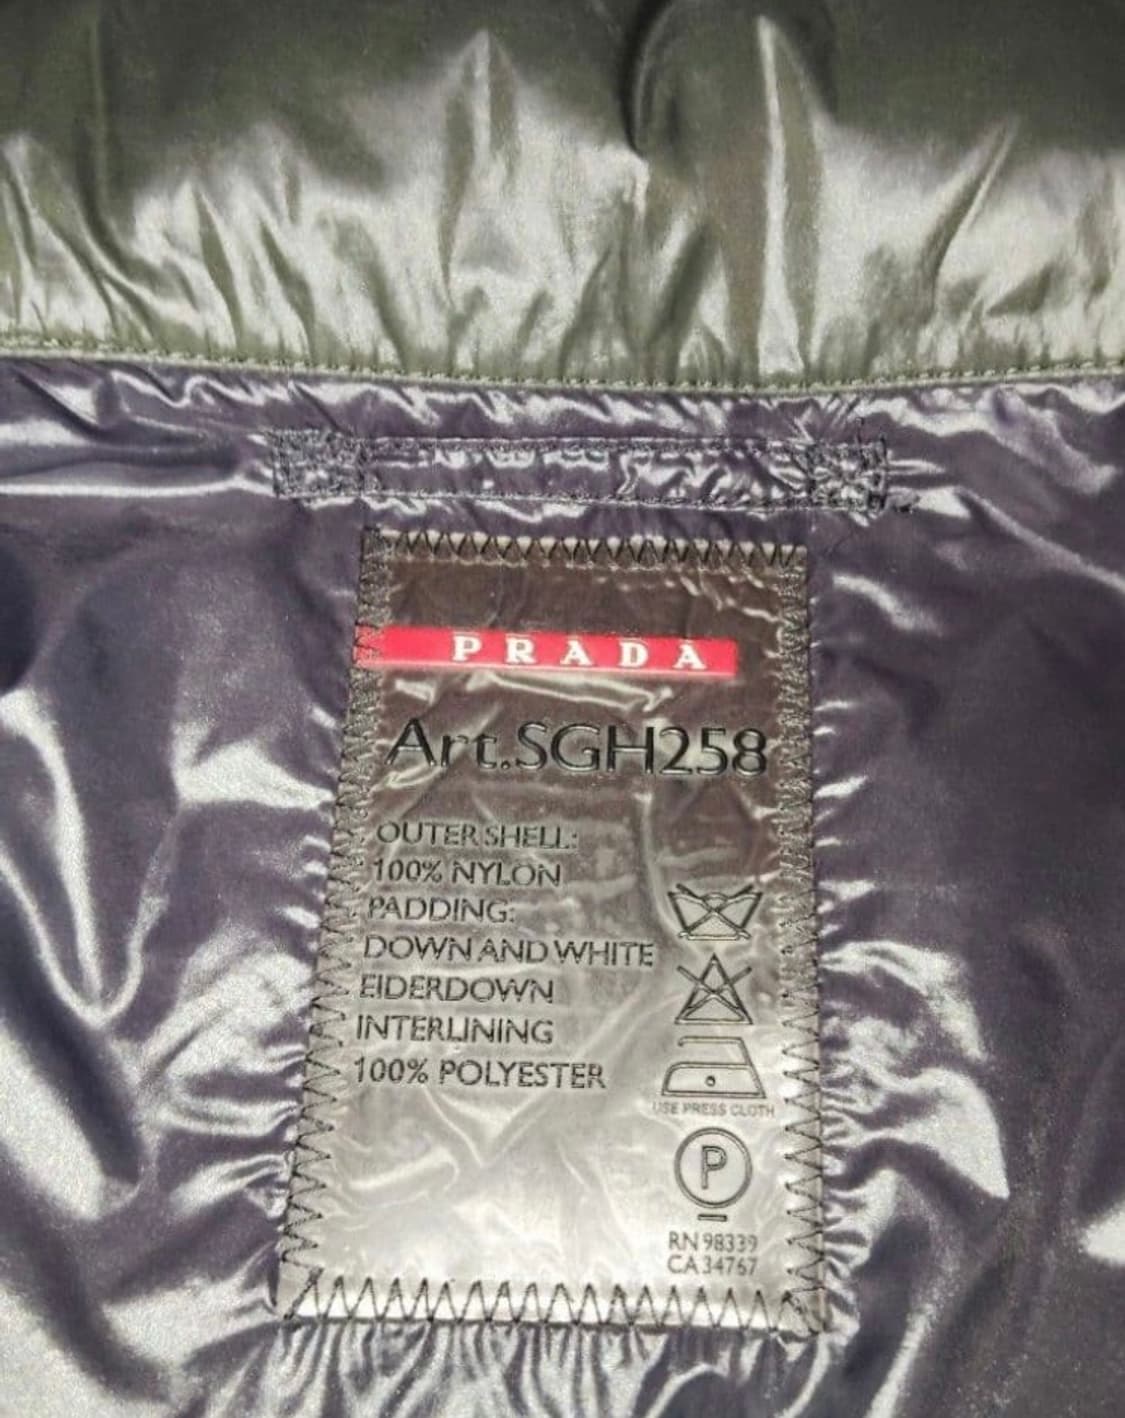 PRADA
Art.SGH258
OUTER SHELL:
100% NYLON
PADDING:
DOWN AND WHITE
EIDERDOWN
INTERLINING
100% POLYESTER
USE PRESS CLOTH
P
RN 98339
CA 34767